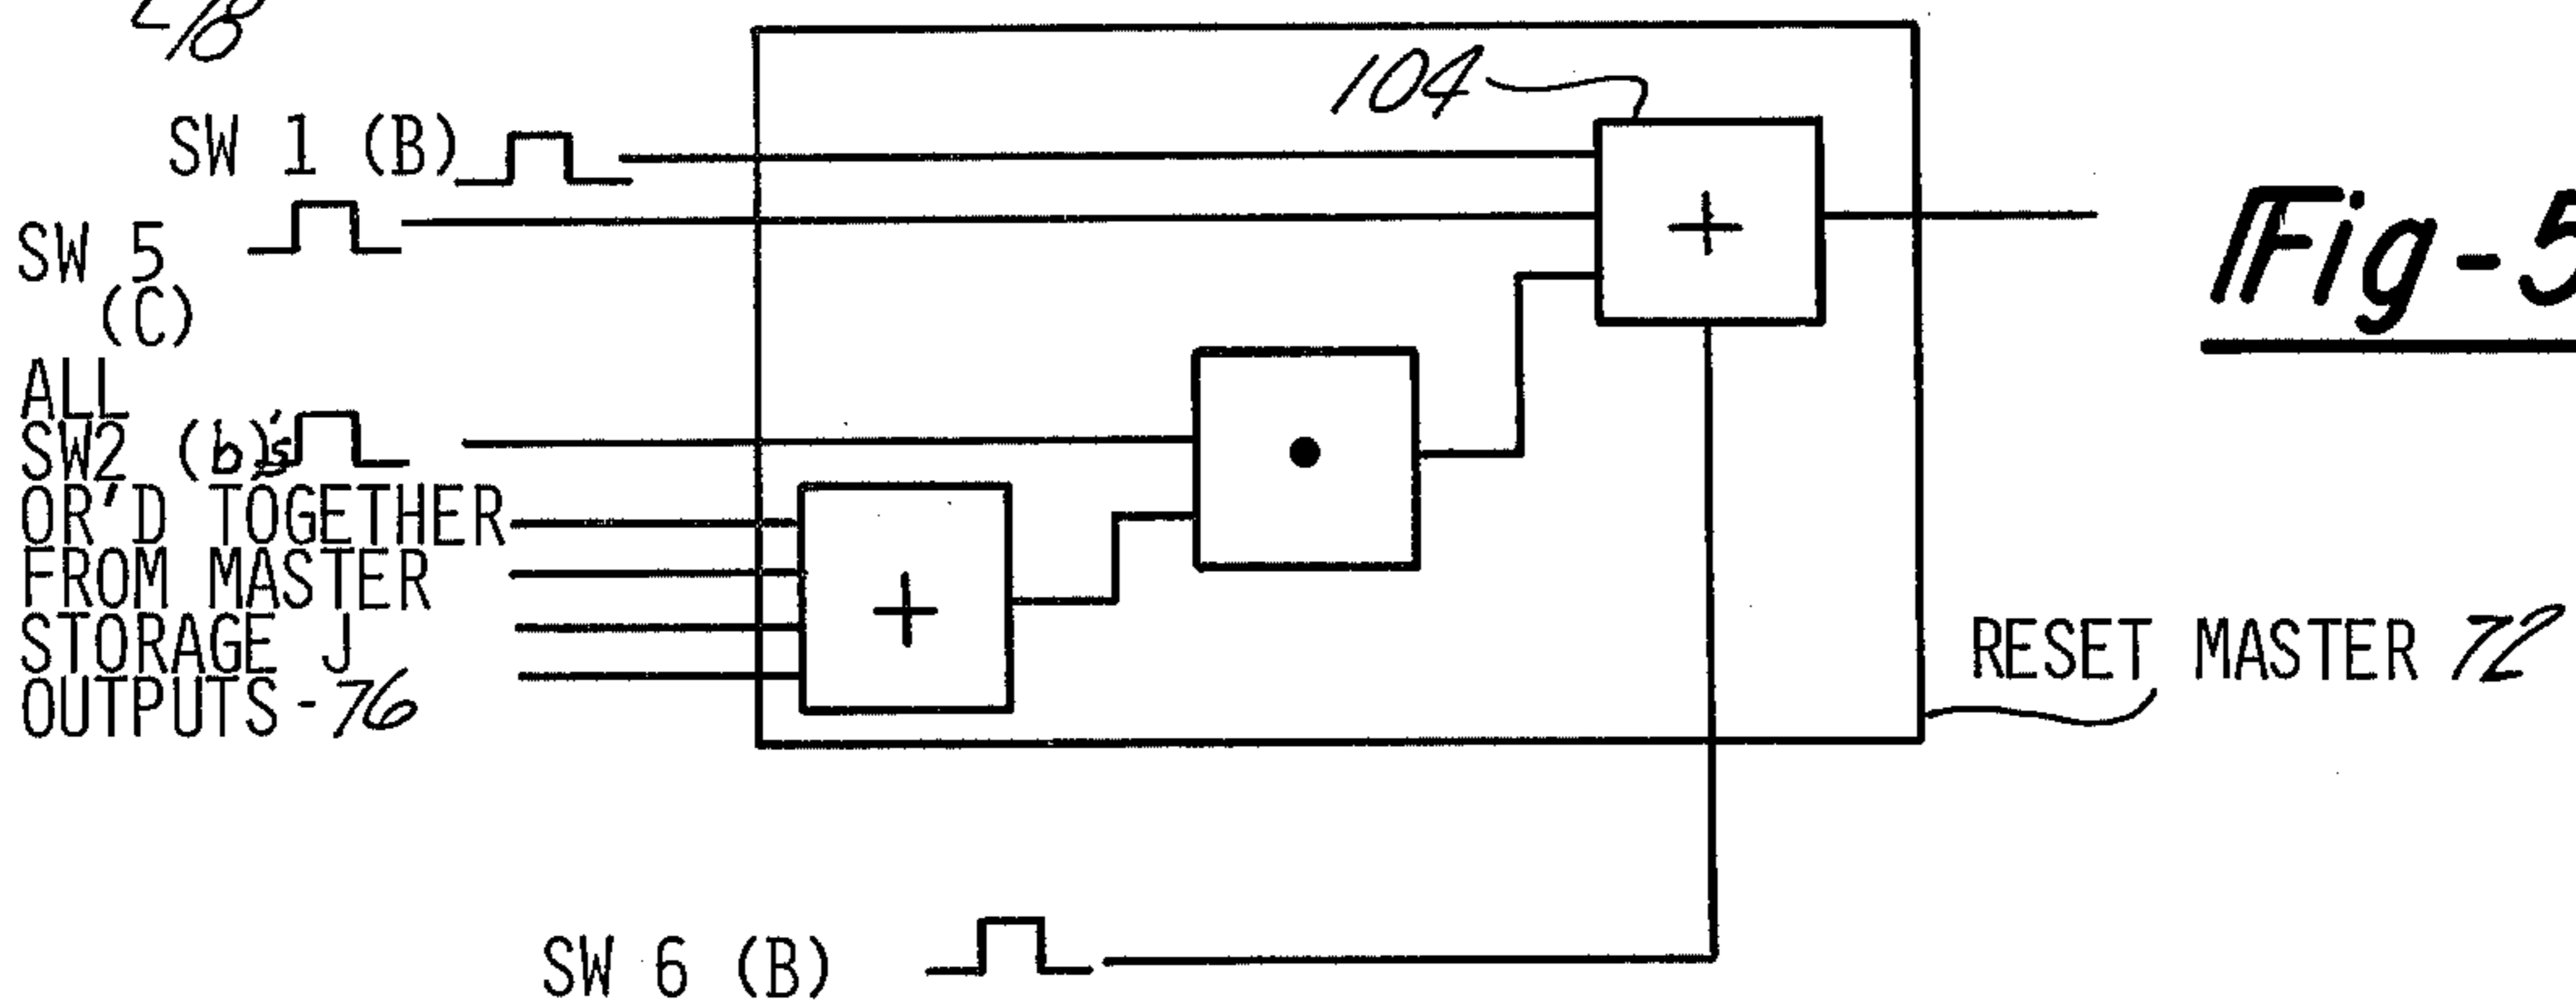 104
SW 1 (B)
SW 5
(C)
Fig-5
ALL
SW2 (b)'s
OR'D TOGETHER
FROM MASTER
STORAGE J
OUTPUTS-76
+
•
+
RESET MASTER 72
SW 6 (B)